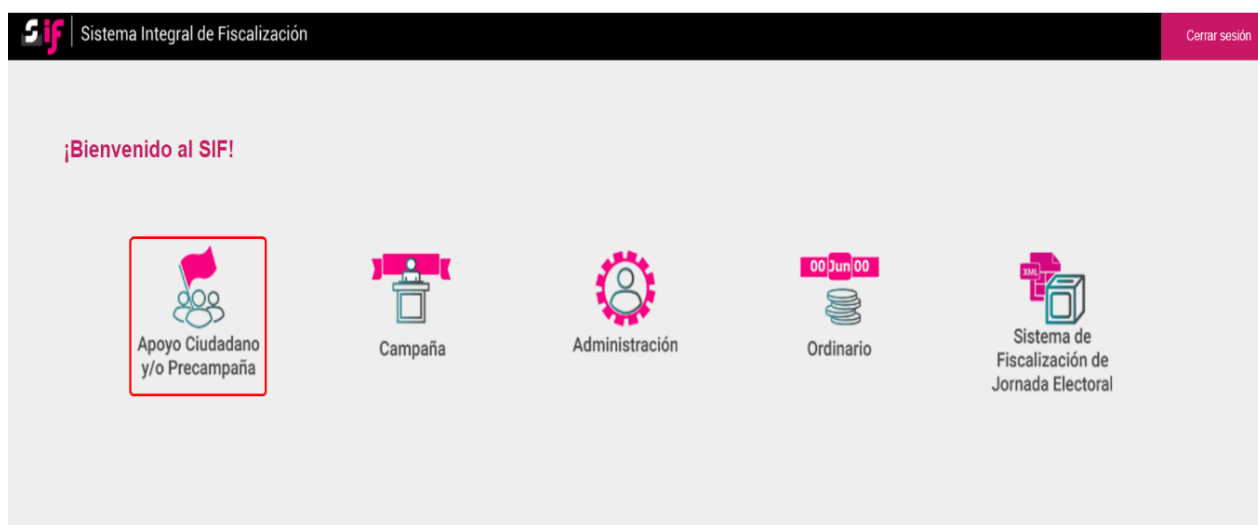 sif Sistema Integral de Fiscalización
Cerrar sesión
¡Bienvenido al SIF!
Apoyo Ciudadano
y/o Precampaña
Campaña
Administración
00 Jun 00
Ordinario
XML
Sistema de
Fiscalización de
Jornada Electoral